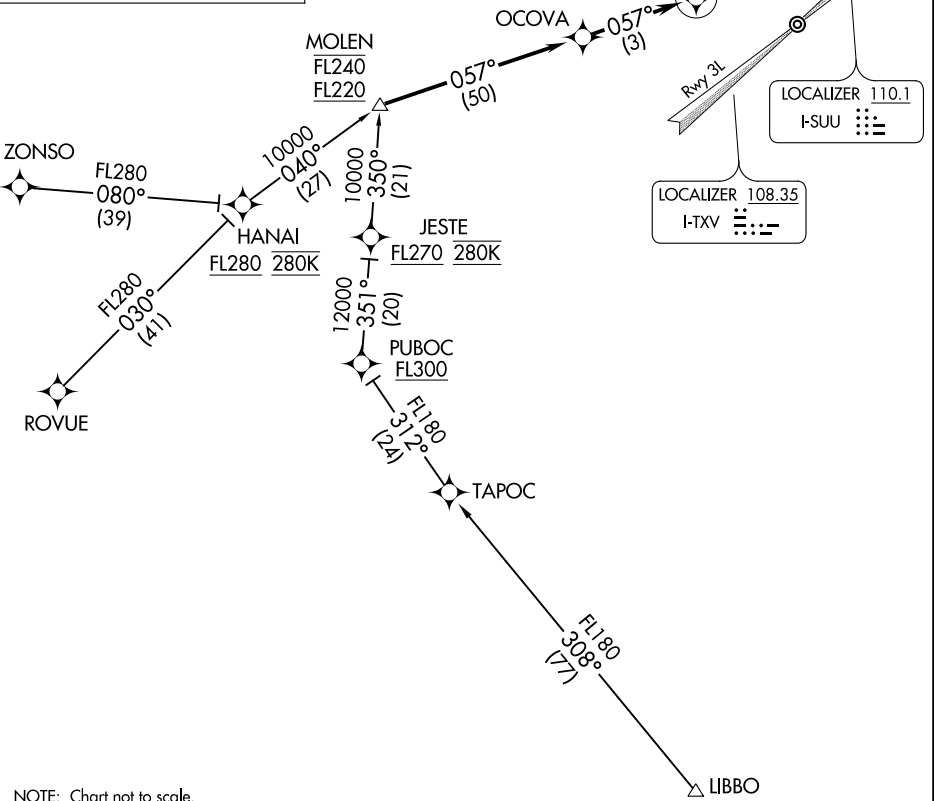 OCOVA
057°
(3)
MOLEN
FL240
FL220
057°
(50)
Rwy 3L
LOCALIZER 110.1
I-SUU
LOCALIZER 108.35
I-TXV
ZONSO
FL280
080°
(39)
10000
040°
(27)
10000
350°
(21)
HANAI
FL280 280K
JESTE
FL270 280K
FL280
030°
(41)
12000
351°
(20)
PUBOC
FL300
ROVUE
FL180
312°
(24)
TAPOC
FL180
308°
(77)
LIBBO
NOTE: Chart not to scale.